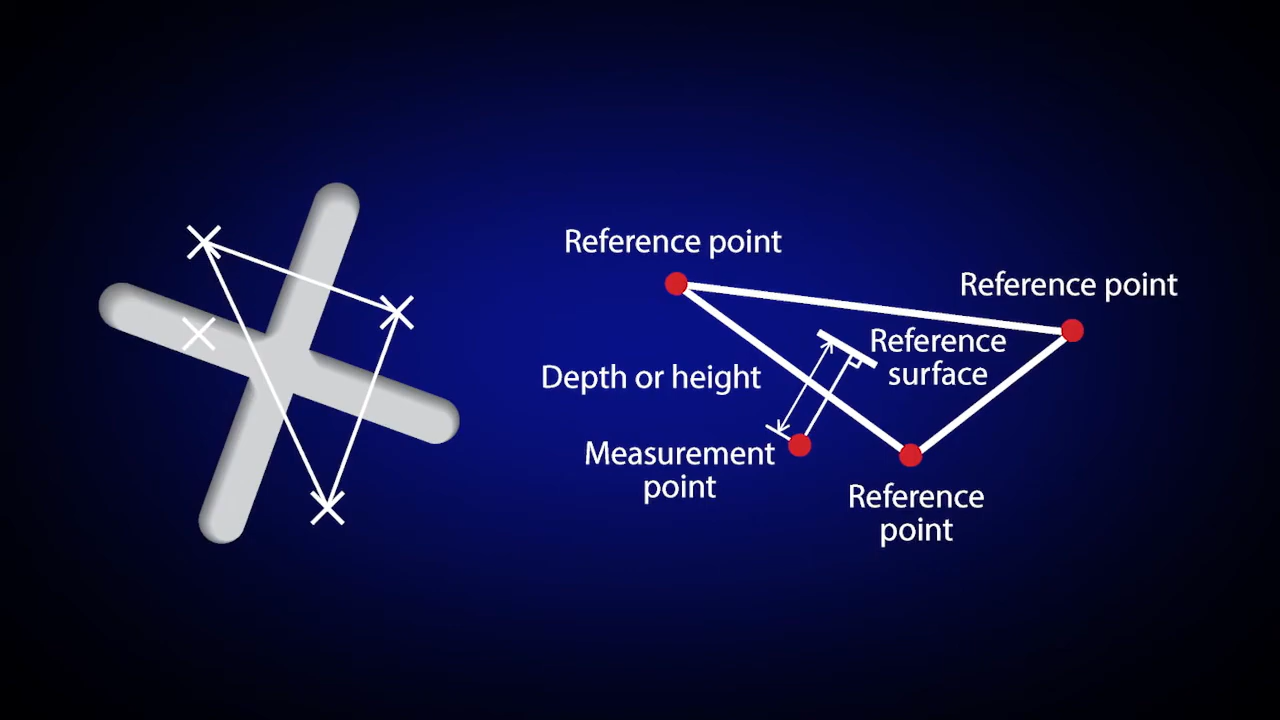 Reference point
Reference point
Reference
surface
Depth or height
Measurement
point
Reference
point